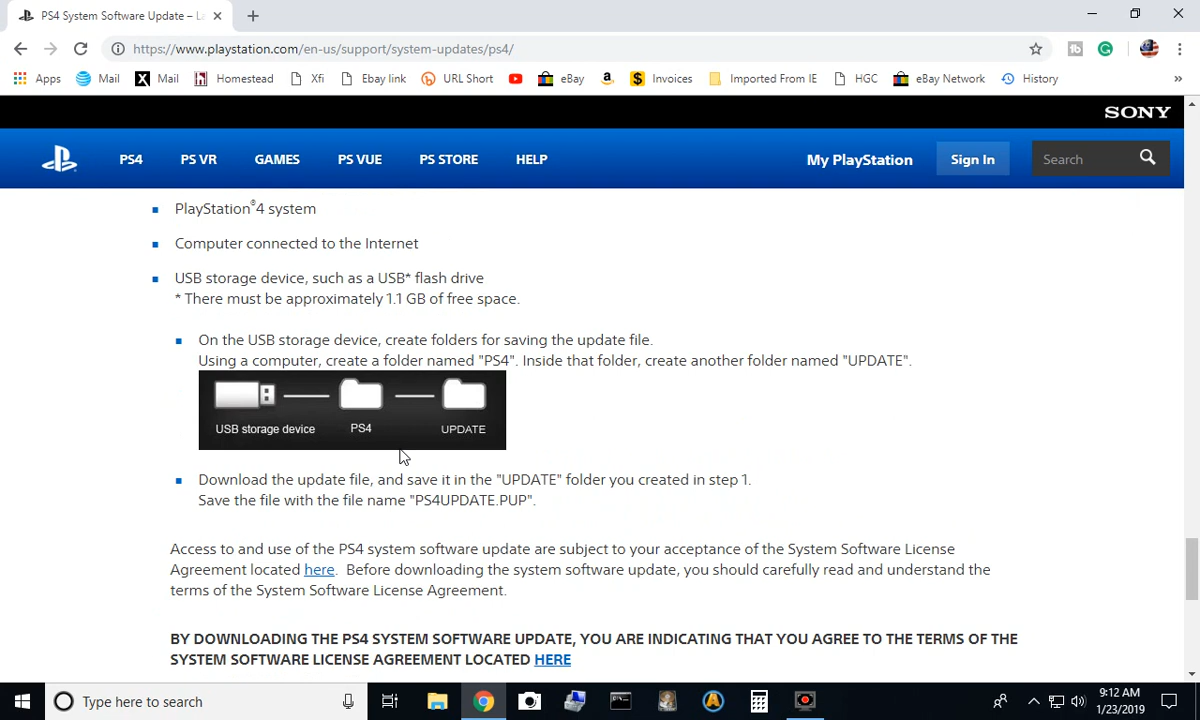 PS4 System Software Update – La
https://www.playstation.com/en-us/support/system-updates/ps4/
Apps Mail Mail Homestead Xfi Ebay link URL Short eBay Invoices Imported From IE HGC eBay Network History »
SONY
PS4 PS VR GAMES PS VUE PS STORE HELP My PlayStation Sign In Search
PlayStation®4 system
Computer connected to the Internet
USB storage device, such as a USB* flash drive
* There must be approximately 1.1 GB of free space.
On the USB storage device, create folders for saving the update file.
Using a computer, create a folder named "PS4". Inside that folder, create another folder named "UPDATE".
USB storage device PS4 UPDATE
Download the update file, and save it in the "UPDATE" folder you created in step 1.
Save the file with the file name "PS4UPDATE.PUP".
Access to and use of the PS4 system software update are subject to your acceptance of the System Software License
Agreement located here. Before downloading the system software update, you should carefully read and understand the
terms of the System Software License Agreement.
BY DOWNLOADING THE PS4 SYSTEM SOFTWARE UPDATE, YOU ARE INDICATING THAT YOU AGREE TO THE TERMS OF THE
SYSTEM SOFTWARE LICENSE AGREEMENT LOCATED HERE
Type here to search
9:12 AM
1/23/2019